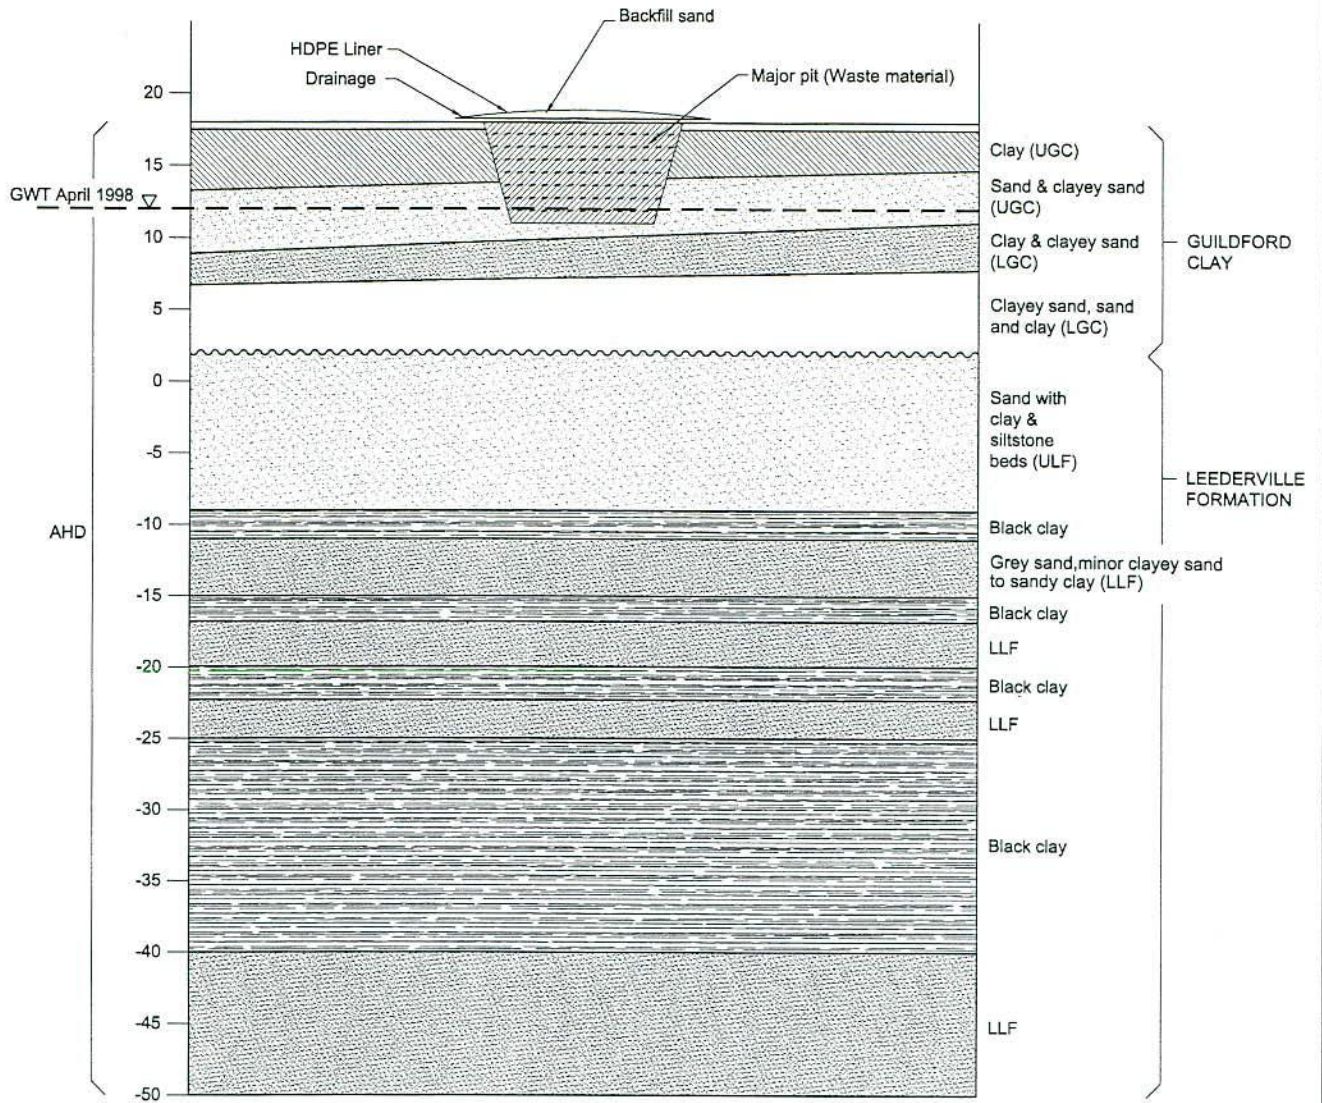 Backfill sand
HDPE Liner
Drainage
Major pit (Waste material)
20
15
GWT April 1998
10
5
0
-5
-10
-15
-20
-25
-30
-35
-40
-45
-50
AHD
Clay (UGC)
Sand & clayey sand
(UGC)
Clay & clayey sand
(LGC)
Clayey sand, sand
and clay (LGC)
GUILDFORD
CLAY
Sand with
clay &
siltstone
beds (ULF)
LEEDERVILLE
FORMATION
Black clay
Grey sand,minor clayey sand
to sandy clay (LLF)
Black clay
LLF
Black clay
LLF
Black clay
LLF